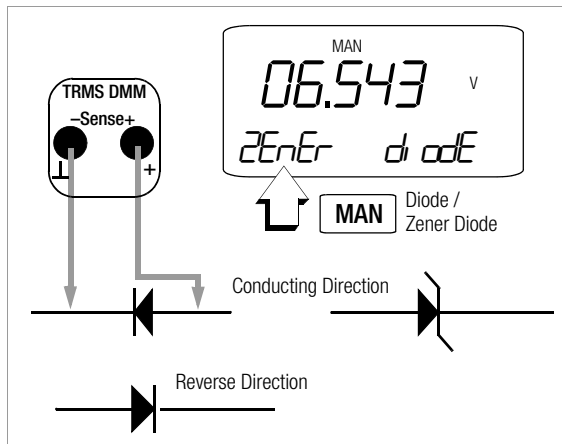 TRMS DMM
–Sense+
⊥ +
MAN
06.543 V
ZEnEr diodE
MAN
Diode /
Zener Diode
Conducting Direction
Reverse Direction